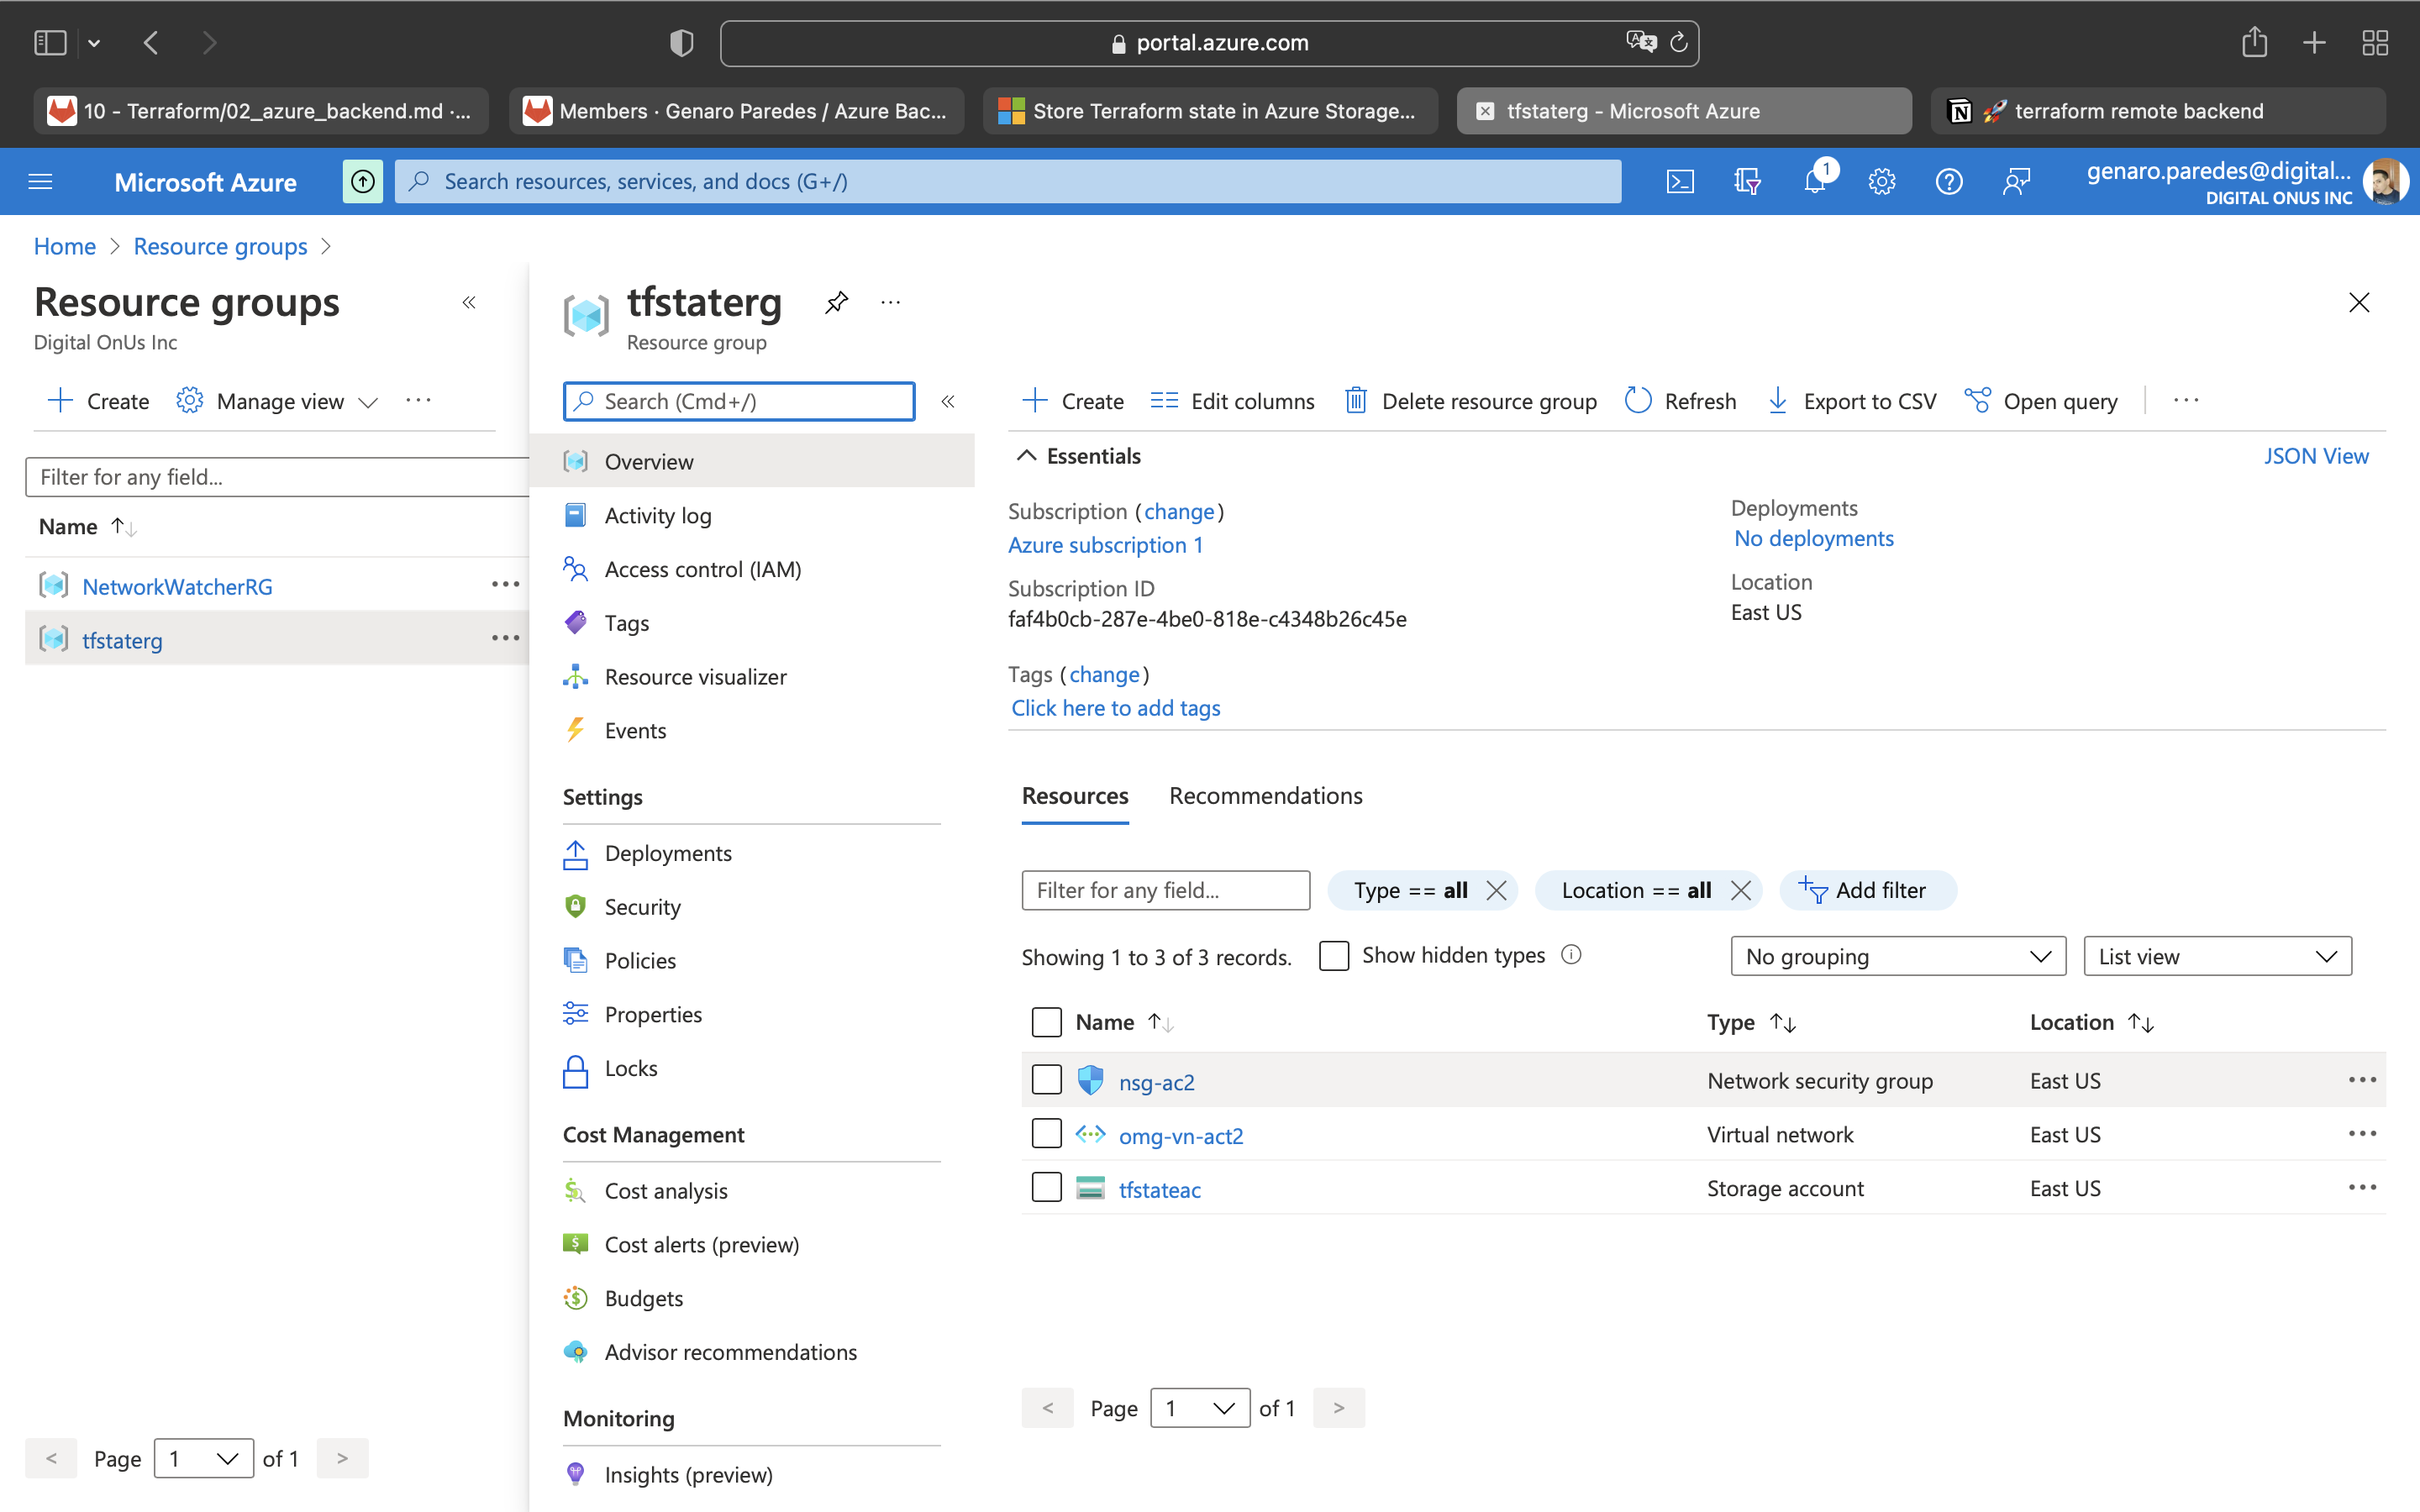 portal.azure.com
10 - Terraform/02_azure_backend.md ·...
Members · Genaro Paredes / Azure Bac...
Store Terraform state in Azure Storage...
tfstaterg - Microsoft Azure
🚀 terraform remote backend
Microsoft Azure
Search resources, services, and docs (G+/)
1
genaro.paredes@digital...
DIGITAL ONUS INC
Home > Resource groups >
Resource groups
Digital OnUs Inc
Create
Manage view
...
Filter for any field...
Name
NetworkWatcherRG
tfstaterg
< Page 1 of 1 >
tfstaterg
Resource group
Search (Cmd+/)
Overview
Activity log
Access control (IAM)
Tags
Resource visualizer
Events
Settings
Deployments
Security
Policies
Properties
Locks
Cost Management
Cost analysis
Cost alerts (preview)
Budgets
Advisor recommendations
Monitoring
Insights (preview)
Create
Edit columns
Delete resource group
Refresh
Export to CSV
Open query
Essentials
JSON View
Subscription (change)
Azure subscription 1
Subscription ID
faf4b0cb-287e-4be0-818e-c4348b26c45e
Tags (change)
Click here to add tags
Deployments
No deployments
Location
East US
Resources
Recommendations
Filter for any field...
Type == all
Location == all
Add filter
Showing 1 to 3 of 3 records.
Show hidden types
No grouping
List view
Name
Type
Location
nsg-ac2 Network security group East US
omg-vn-act2 Virtual network East US
tfstateac Storage account East US
< Page 1 of 1 >